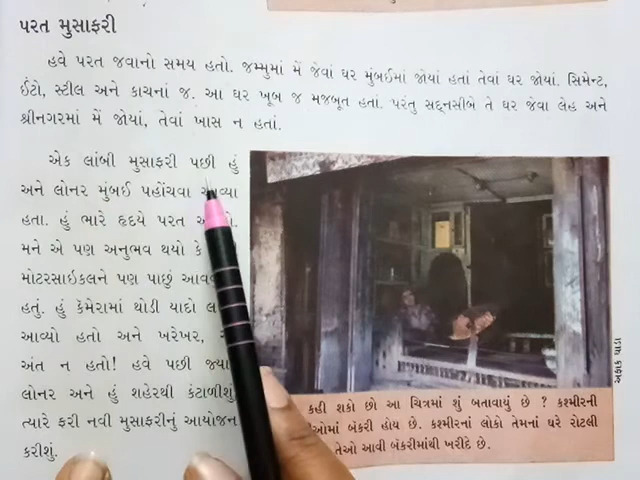 પરત મુસાફરી
હવે પરત જવાનો સમય હતો. જમ્મુમાં મેં જેવાં ઘર મુંબઈમાં જોયાં હતાં તેવાં ઘર જોયાં. સિમેન્ટ,
ઈંટો, સ્ટીલ અને કાચનાં જ. આ ઘર ખૂબ જ મજબૂત હતાં. પરંતુ સદ્નસીબે તે ઘર જેવા લેહ અને
શ્રીનગરમાં મેં જોયાં, તેવાં ખાસ ન હતાં.
એક લાંબી મુસાફરી પછી હું
અને લોનર મુંબઈ પહોંચવા આવ્યા
હતા. હું ભારે હૃદયે પરત
મને એ પણ અનુભવ થયો કે
મોટરસાઇકલને પણ પાછું
હતું. હું કૅમેરામાં થોડી યાદો
આવ્યો હતો અને ખરેખર,
અંત ન હતો! હવે પછી
લોનર અને હું શહેરથી કંટાળીશું
ત્યારે ફરી નવી મુસાફરીનું આયોજન
કરીશું.
કહી શકો છો આ ચિત્રમાં શું બતાવાયું છે ? કશ્મીરની
બૅકરી હોય છે. કશ્મીરનાં લોકો તેમનાં ઘરે રોટલી
તેઓ આવી બૅકરીમાંથી ખરીદે છે.